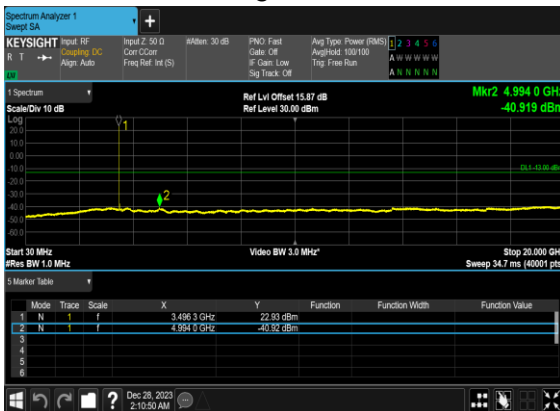 Spectrum Analyzer 1
Swept SA
KEYSIGHT Input: RF Input Z: 50 Ω #Atten: 30 dB PNO: Fast Avg Type: Power (RMS) 1 2 3 4 5 6
R T Coupling: DC Corr CCorr Gate: Off Avg|Hold: 100/100 A W W W W W
Align: Auto Freq Ref: Int (S) IF Gain: Low Trig: Free Run
LV Sig Track: Off A N N N N N
1 Spectrum Ref Lvl Offset 15.87 dB Mkr2 4.994 0 GHz
Scale/Div 10 dB Ref Level 30.00 dBm -40.919 dBm
Log
20.0
10.0
0.00
-10.0
DL1 -13.00 dBm
-20.0
-30.0
-40.0
-50.0
-60.0
1
2
Start 30 MHz Video BW 3.0 MHz* Stop 20.000 GHz
#Res BW 1.0 MHz Sweep 34.7 ms (40001 pts)
5 Marker Table
Mode Trace Scale X Y Function Function Width Function Value
1 N 1 f 3.496 3 GHz 22.93 dBm
2 N 1 f 4.994 0 GHz -40.92 dBm
3
4
5
6
? Dec 28, 2023
2:10:50 AM